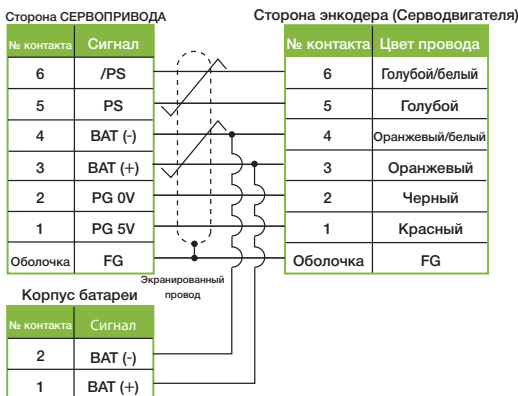 Сторона СЕРВОПРИВОДА
№ контакта Сигнал
6 /PS
5 PS
4 BAT (-)
3 BAT (+)
2 PG 0V
1 PG 5V
Оболочка FG
Экранированный
провод
Сторона энкодера (Серводвигателя)
№ контакта Цвет провода
6 Голубой/белый
5 Голубой
4 Оранжевый/белый
3 Оранжевый
2 Черный
1 Красный
Оболочка FG
Корпус батареи
№ контакта Сигнал
2 BAT (-)
1 BAT (+)